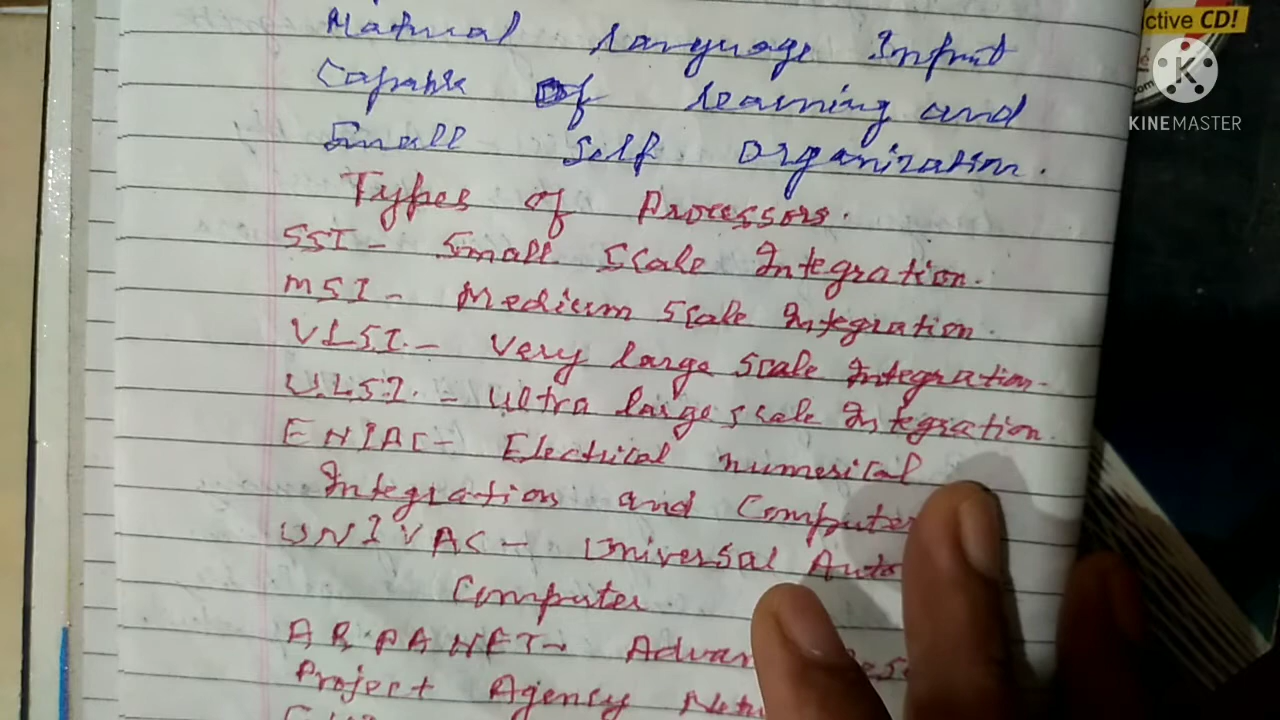 Natural language Input
Capable of learning and
Small Self Organization.
Types of Processors.
SSI - Small Scale Integration.
MSI - Medium Scale Integration.
VLSI - Very large Scale Integration.
ULSI. - Ultra large scale Integration.
ENIAC - Electrical numerical
Integration and Computer
UNIVAC - Universal Auto
Computer
ARPANET -
Project Agency
ctive CD!
KINEMASTER